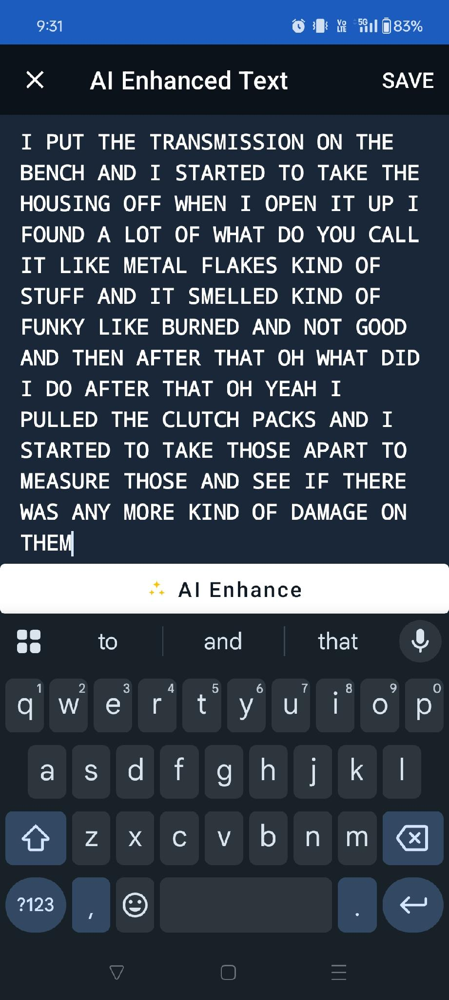 9:31
Vo LTE 5G 83%
AI Enhanced Text
SAVE
I PUT THE TRANSMISSION ON THE
BENCH AND I STARTED TO TAKE THE
HOUSING OFF WHEN I OPEN IT UP I
FOUND A LOT OF WHAT DO YOU CALL
IT LIKE METAL FLAKES KIND OF
STUFF AND IT SMELLED KIND OF
FUNKY LIKE BURNED AND NOT GOOD
AND THEN AFTER THAT OH WHAT DID
I DO AFTER THAT OH YEAH I
PULLED THE CLUTCH PACKS AND I
STARTED TO TAKE THOSE APART TO
MEASURE THOSE AND SEE IF THERE
WAS ANY MORE KIND OF DAMAGE ON
THEM
AI Enhance
to and that
1 2 3 4 5 6 7 8 9 0
q w e r t y u i o p
a s d f g h j k l
z x c v b n m
?123 , .